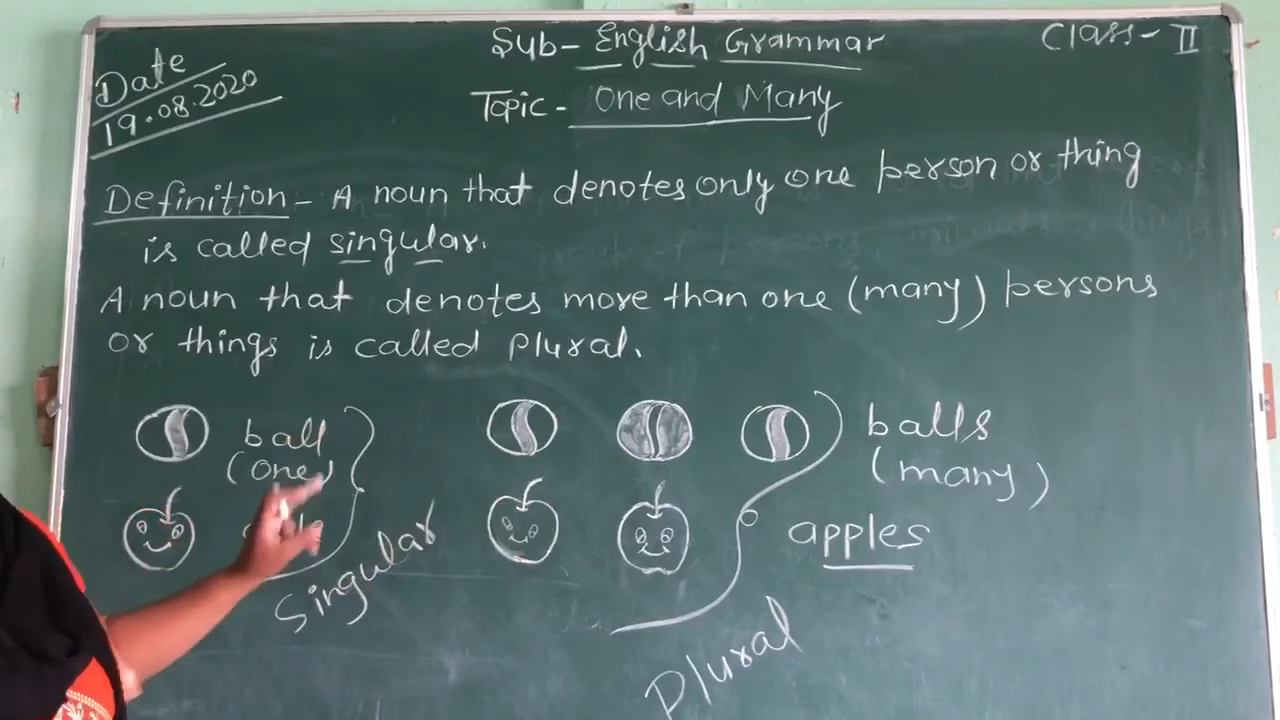 Date
19.08.2020
Sub- English Grammar
Class- II
Topic- One and Many
Definition- A noun that denotes only one person or thing
is called singular.
A noun that denotes more than one (many) persons
or things is called plural.
ball
(one)
Singular
balls
(many)
apples
Plural